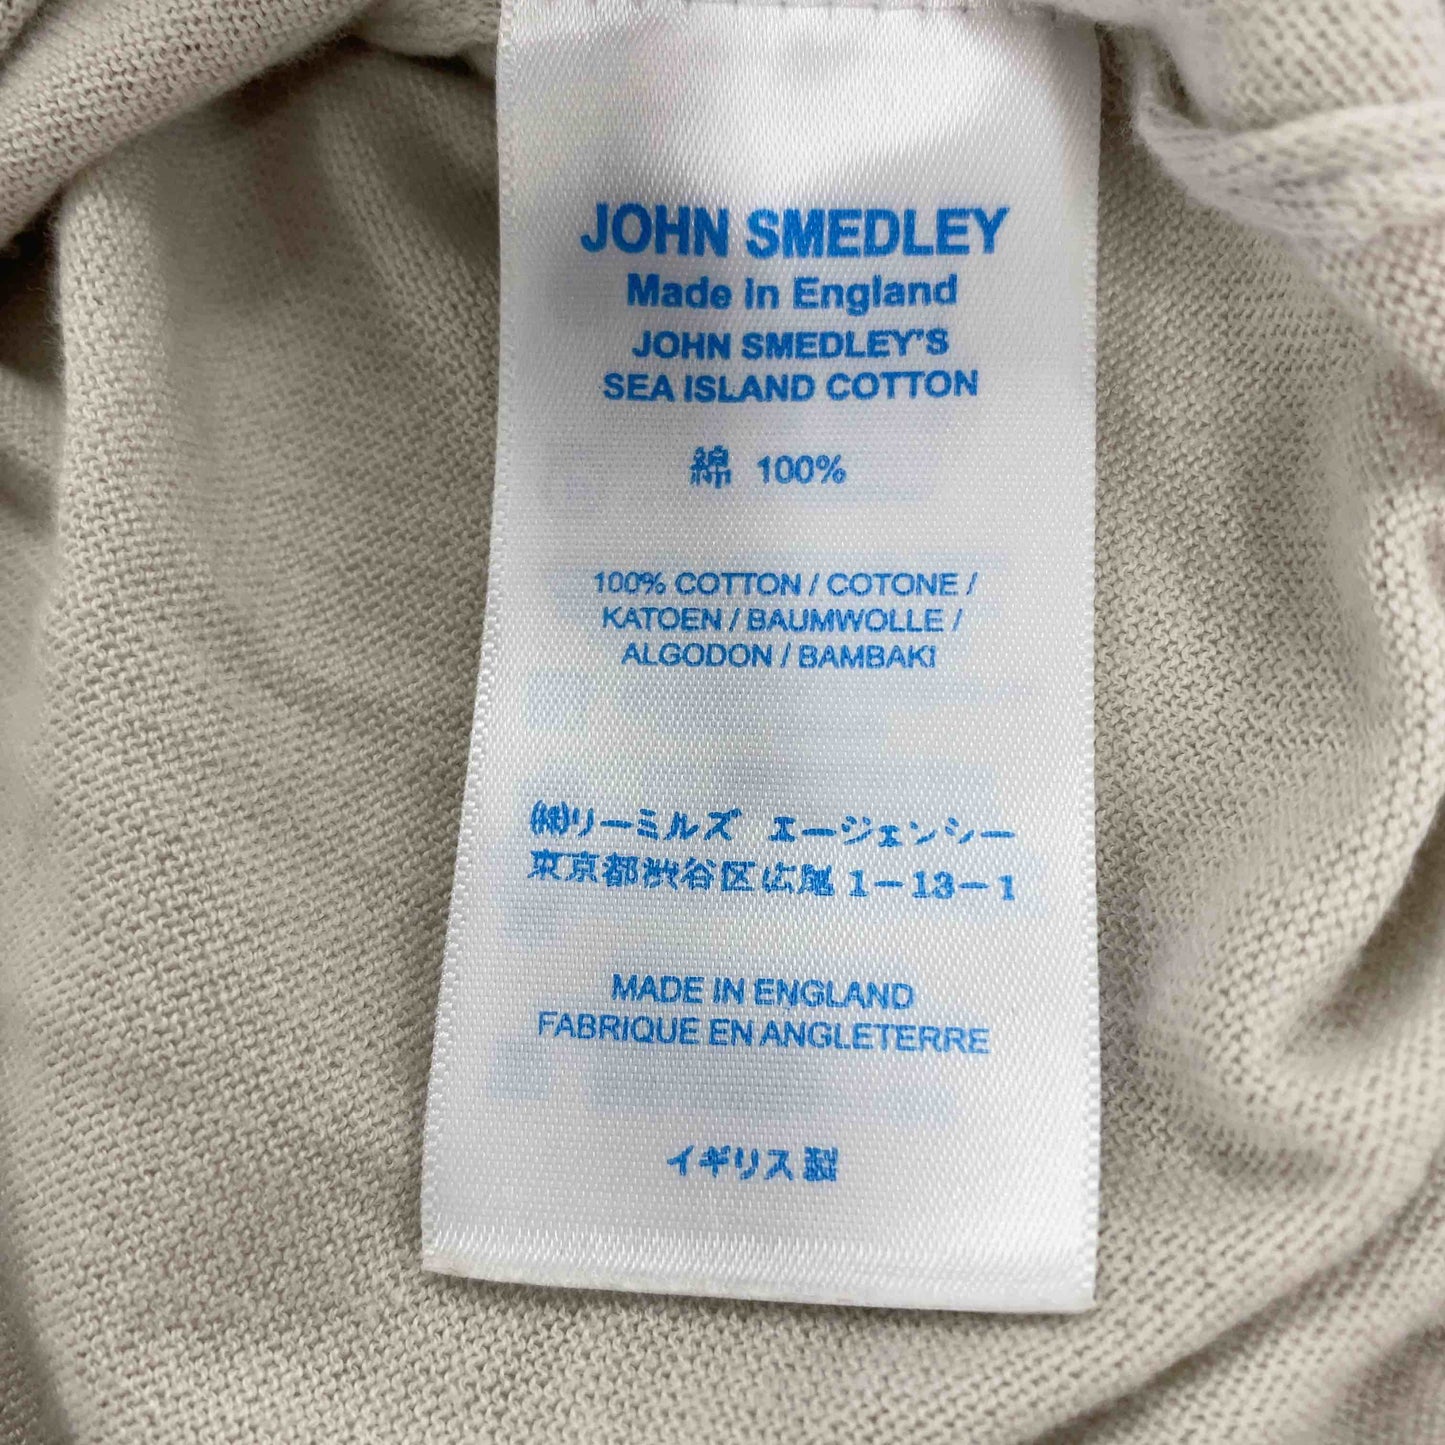 JOHN SMEDLEY
Made in England
JOHN SMEDLEY'S
SEA ISLAND COTTON
綿 100%
100% COTTON / COTONE /
KATOEN / BAUMWOLLE /
ALGODON / BAMBAKI
㈱リーミルズ エージェンシー
東京都渋谷区広尾1-13-1
MADE IN ENGLAND
FABRIQUE EN ANGLETERRE
イギリス製